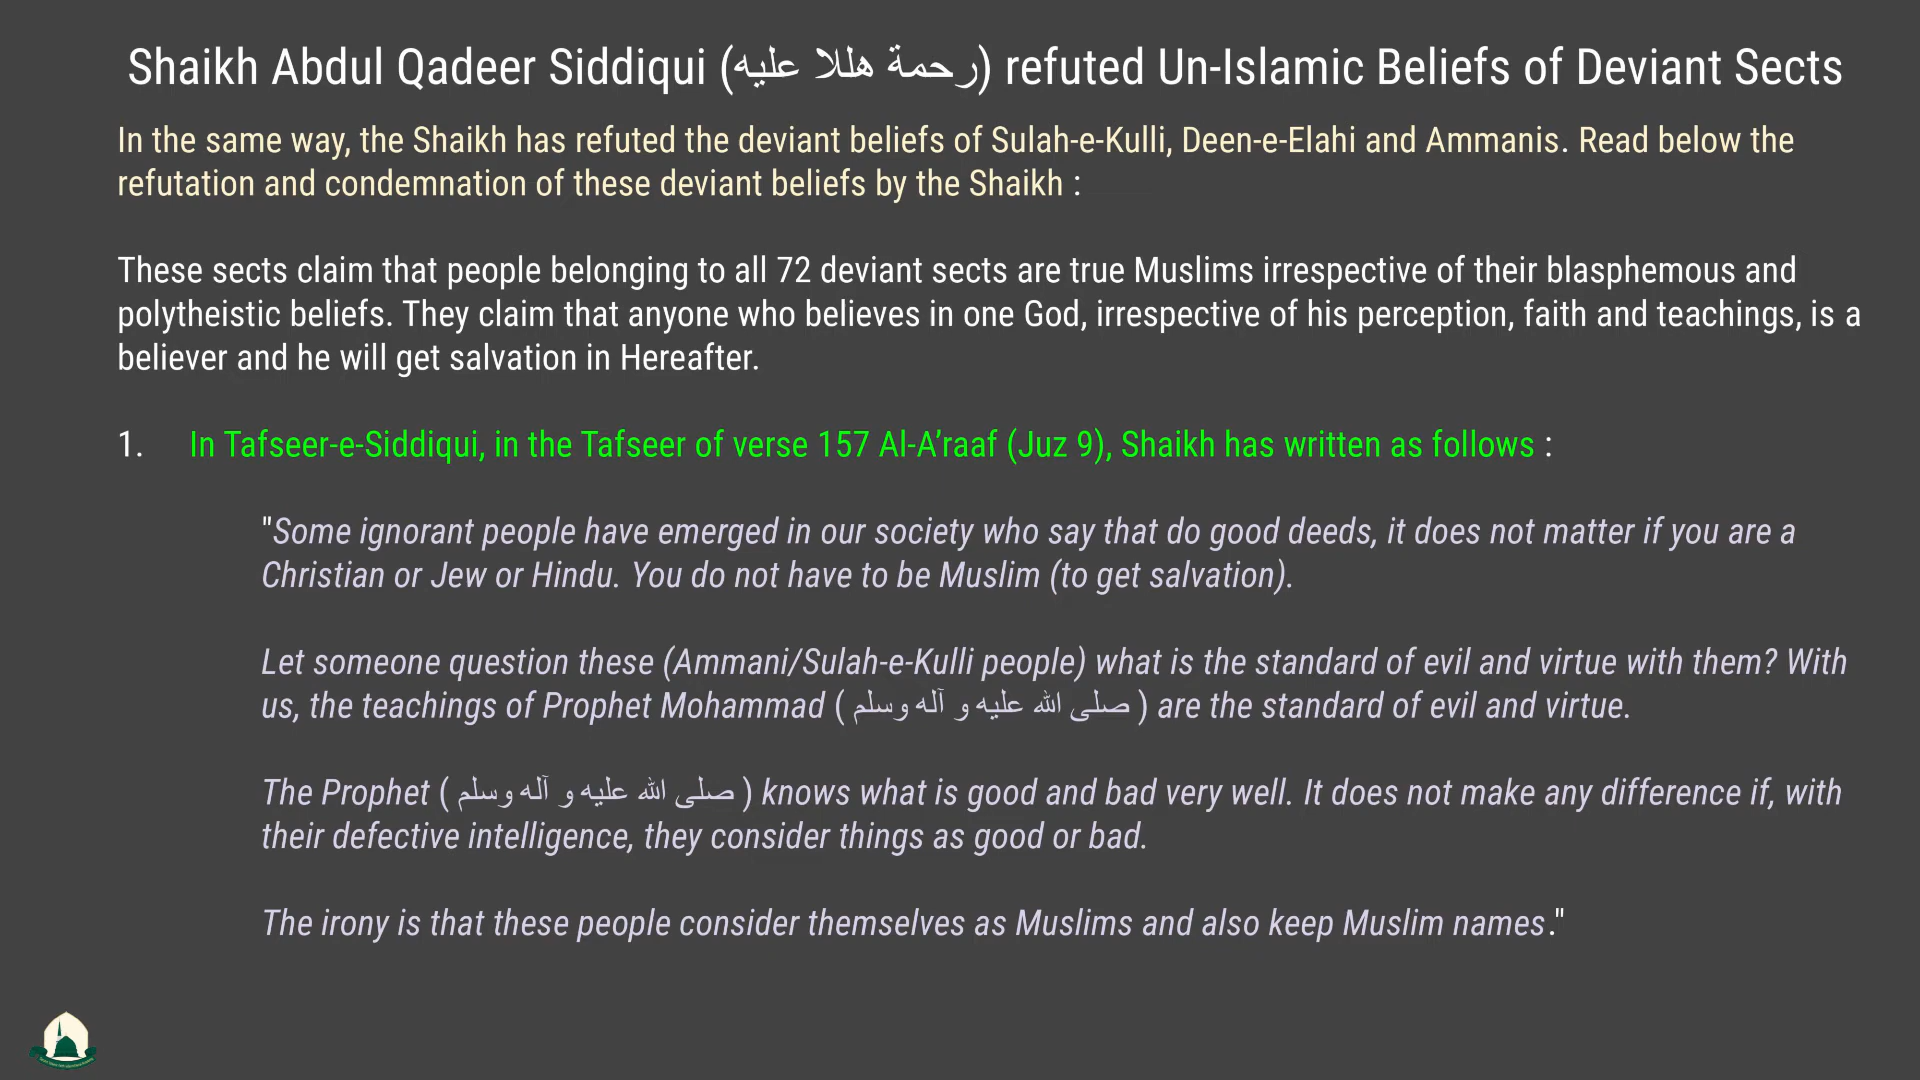 Shaikh Abdul Qadeer Siddiqui (رحمة هللا عليه) refuted Un-Islamic Beliefs of Deviant Sects
In the same way, the Shaikh has refuted the deviant beliefs of Sulah-e-Kulli, Deen-e-Elahi and Ammanis. Read below the
refutation and condemnation of these deviant beliefs by the Shaikh :
These sects claim that people belonging to all 72 deviant sects are true Muslims irrespective of their blasphemous and
polytheistic beliefs. They claim that anyone who believes in one God, irrespective of his perception, faith and teachings, is a
believer and he will get salvation in Hereafter.
1. In Tafseer-e-Siddiqui, in the Tafseer of verse 157 Al-A’raaf (Juz 9), Shaikh has written as follows :
"Some ignorant people have emerged in our society who say that do good deeds, it does not matter if you are a
Christian or Jew or Hindu. You do not have to be Muslim (to get salvation).
Let someone question these (Ammani/Sulah-e-Kulli people) what is the standard of evil and virtue with them? With
us, the teachings of Prophet Mohammad ( صلى الله عليه و آله وسلم ) are the standard of evil and virtue.
The Prophet ( صلى الله عليه و آله وسلم ) knows what is good and bad very well. It does not make any difference if, with
their defective intelligence, they consider things as good or bad.
The irony is that these people consider themselves as Muslims and also keep Muslim names."